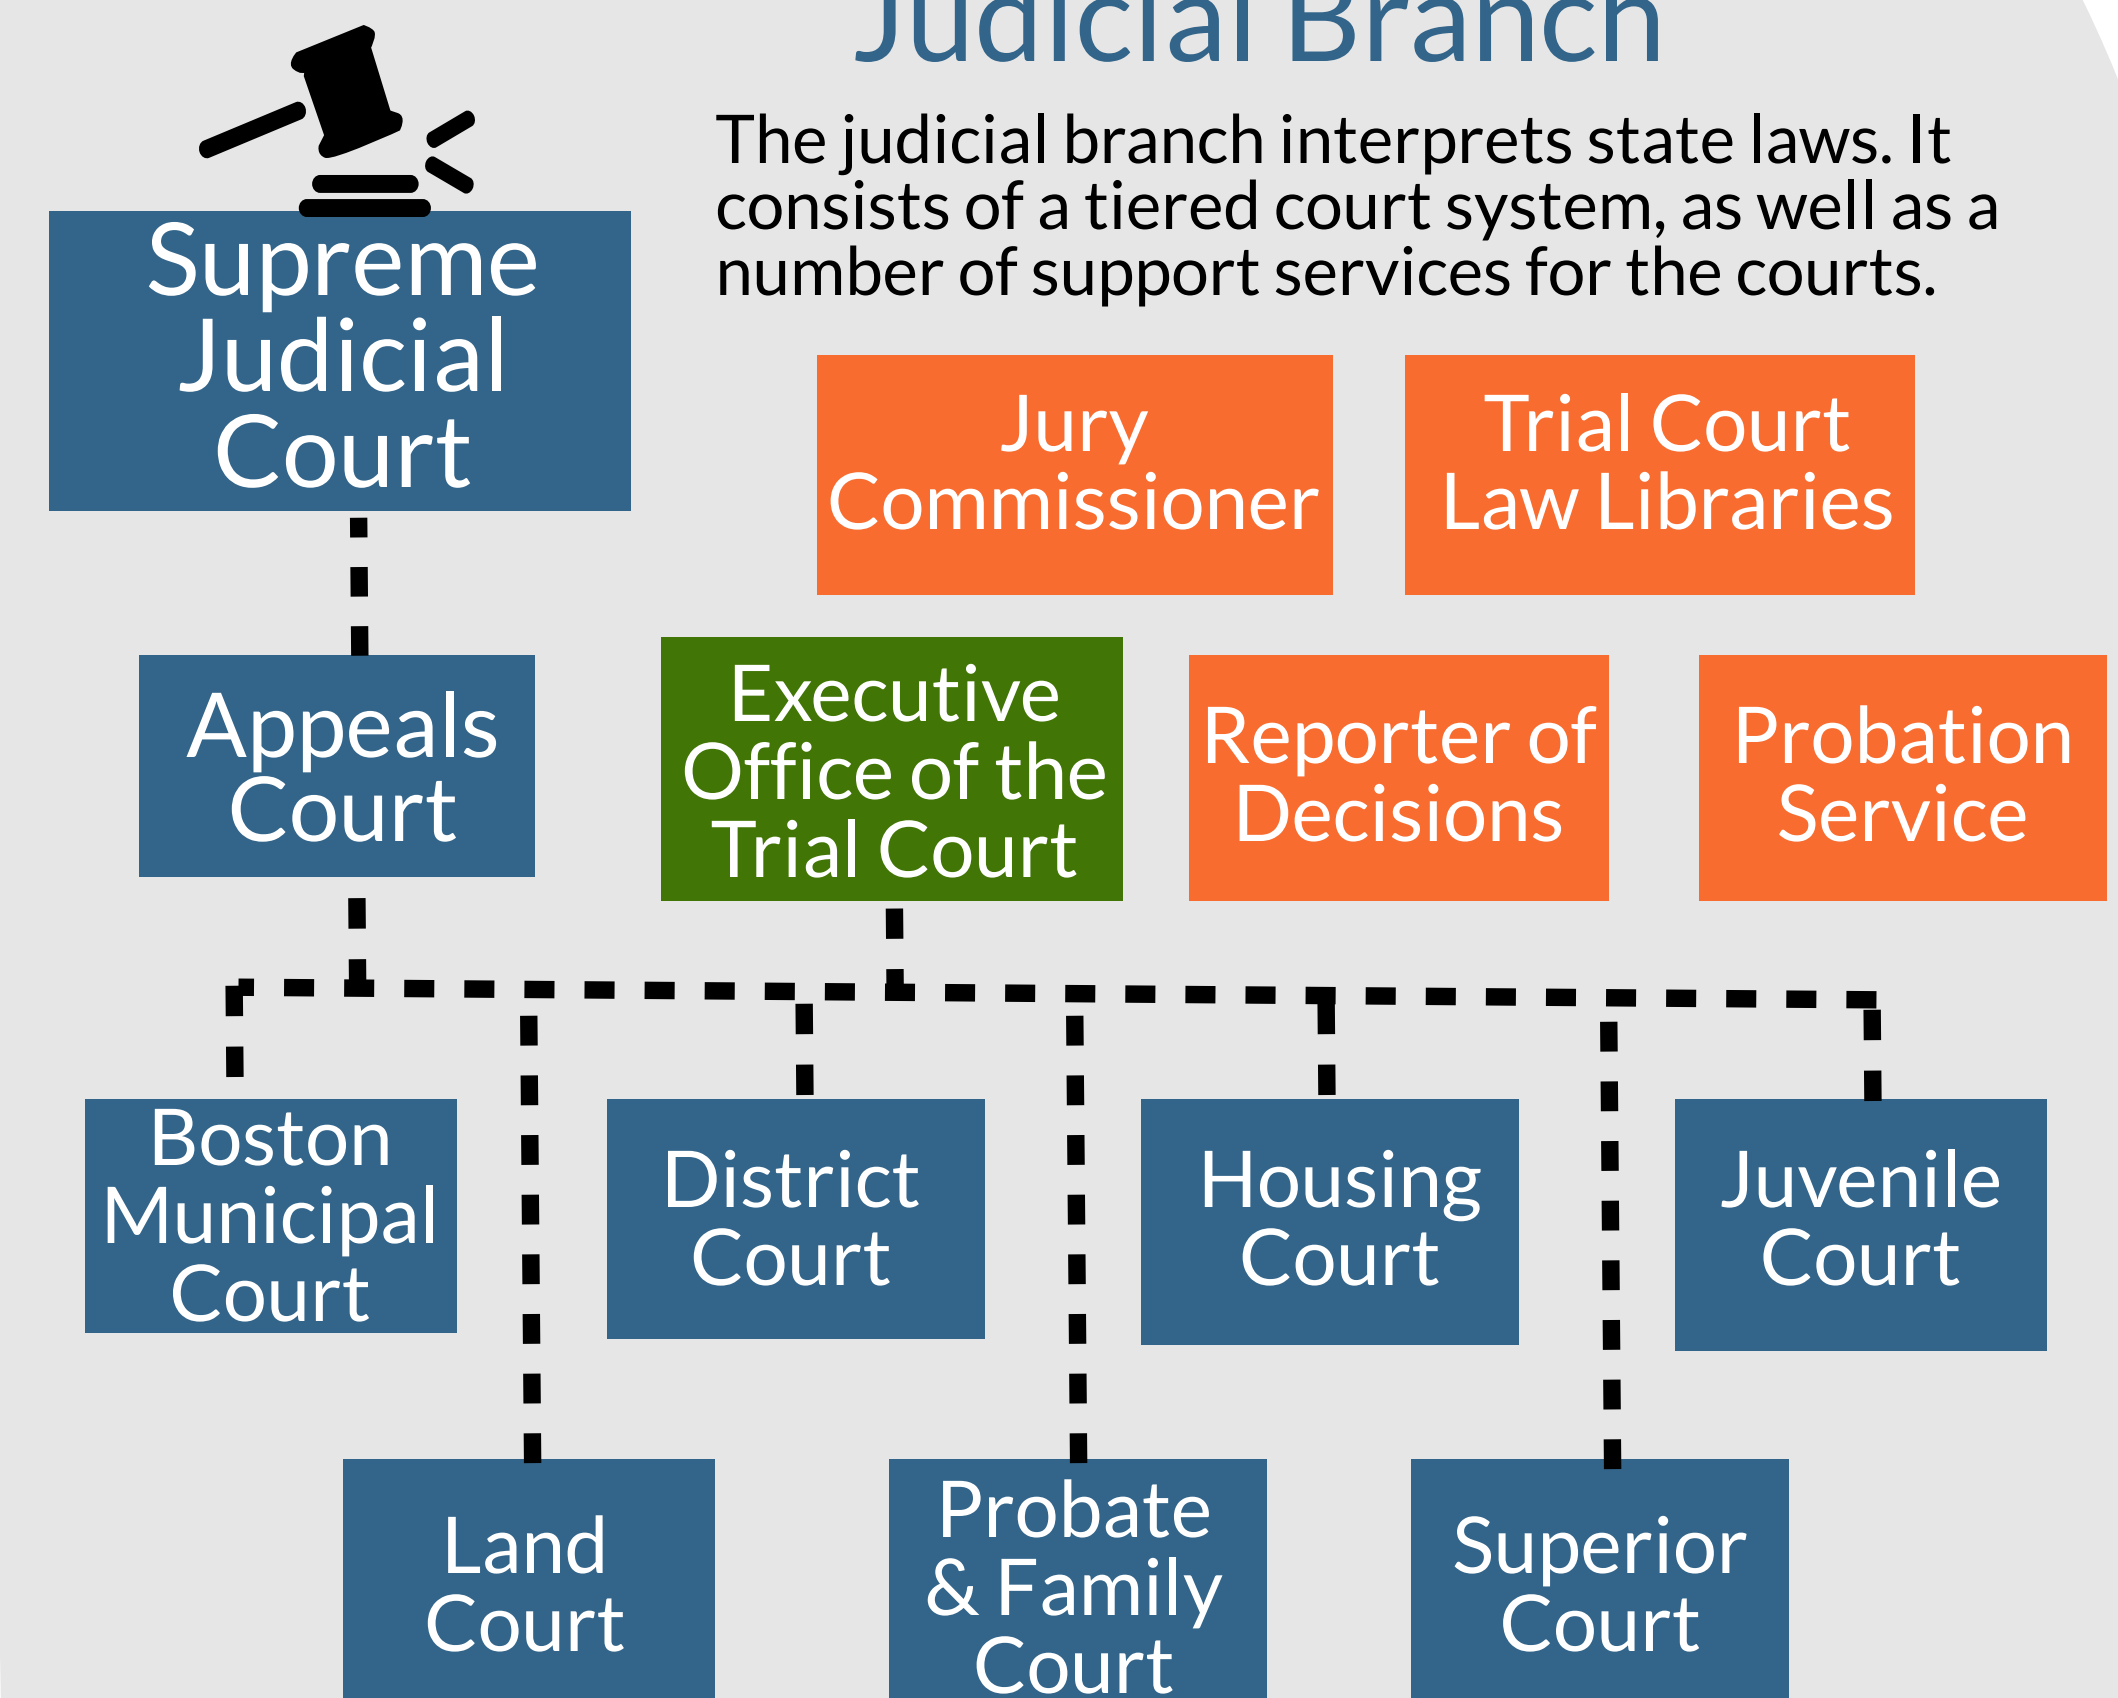 Judicial Branch
The judicial branch interprets state laws. It
consists of a tiered court system, as well as a
number of support services for the courts.
Supreme
Judicial
Court
Jury
Commissioner
Trial Court
Law Libraries
Appeals
Court
Executive
Office of the
Trial Court
Reporter of
Decisions
Probation
Service
Boston
Municipal
Court
District
Court
Housing
Court
Juvenile
Court
Land
Court
Probate
& Family
Court
Superior
Court